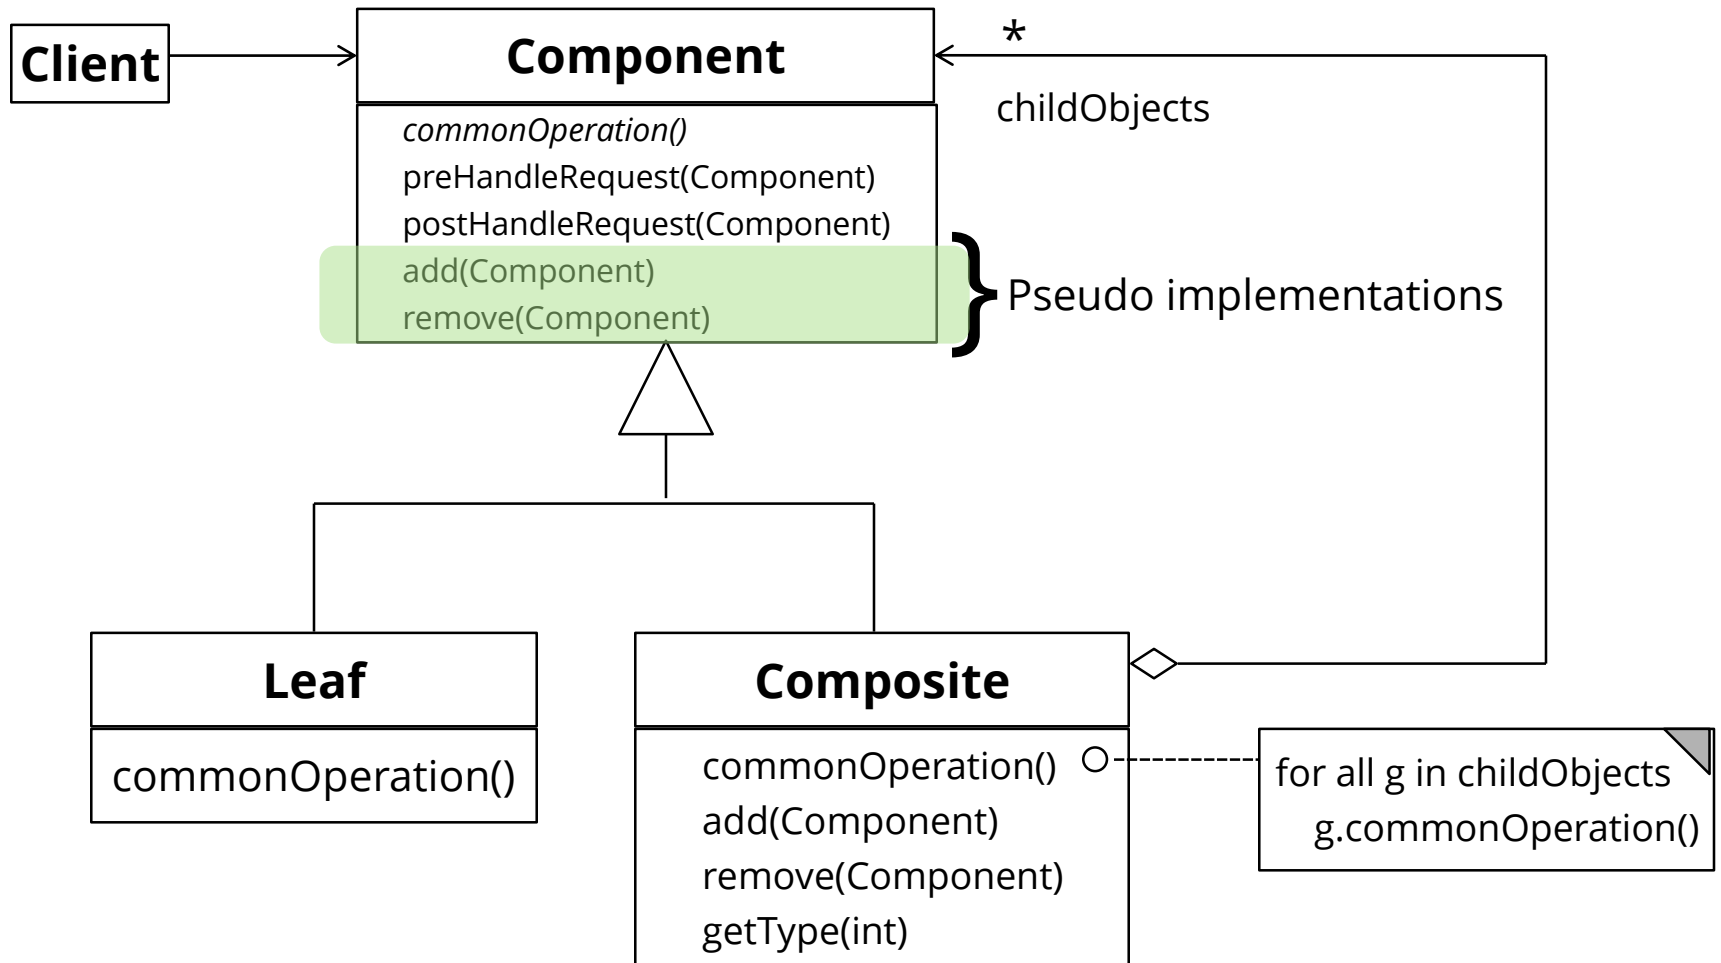 Client
Component
*
childObjects
commonOperation()
preHandleRequest(Component)
postHandleRequest(Component)
add(Component)
remove(Component)
} Pseudo implementations
Leaf
commonOperation()
Composite
commonOperation()
add(Component)
remove(Component)
getType(int)
for all g in childObjects
g.commonOperation()